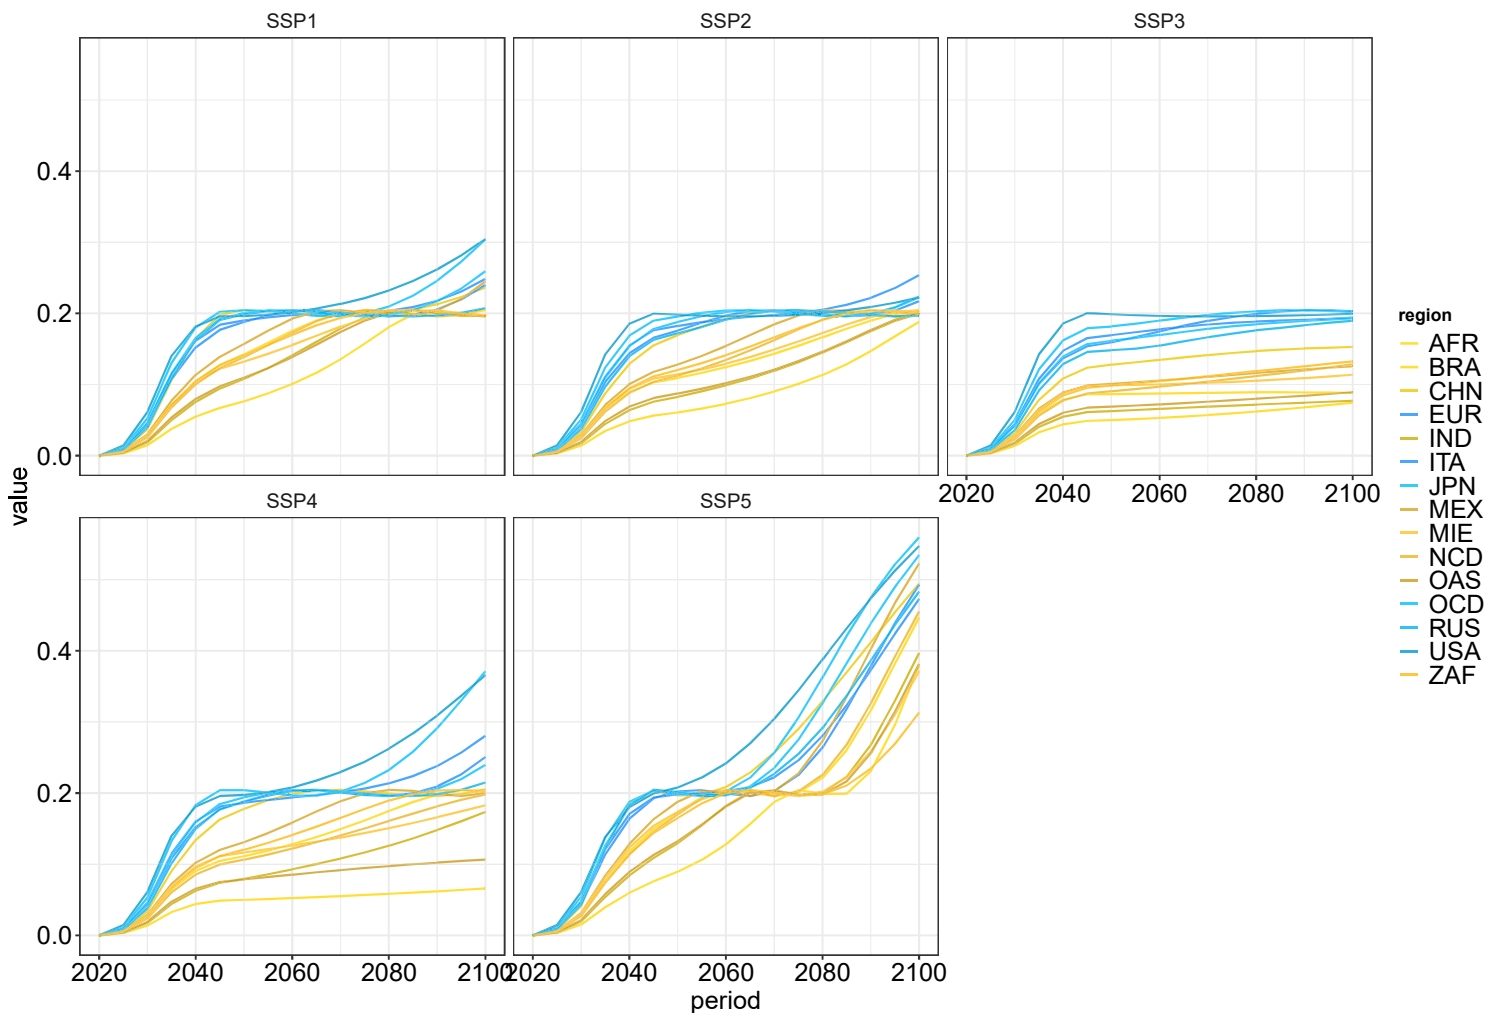 SSP1
SSP2
SSP3
0.4
0.2
0.0
2020
2040
2060
2080
2100
SSP4
SSP5
0.4
0.2
0.0
2020
2040
2060
2080
2100
2020
2040
2060
2080
2100
value
period
region
AFR
BRA
CHN
EUR
IND
ITA
JPN
MEX
MIE
NCD
OAS
OCD
RUS
USA
ZAF